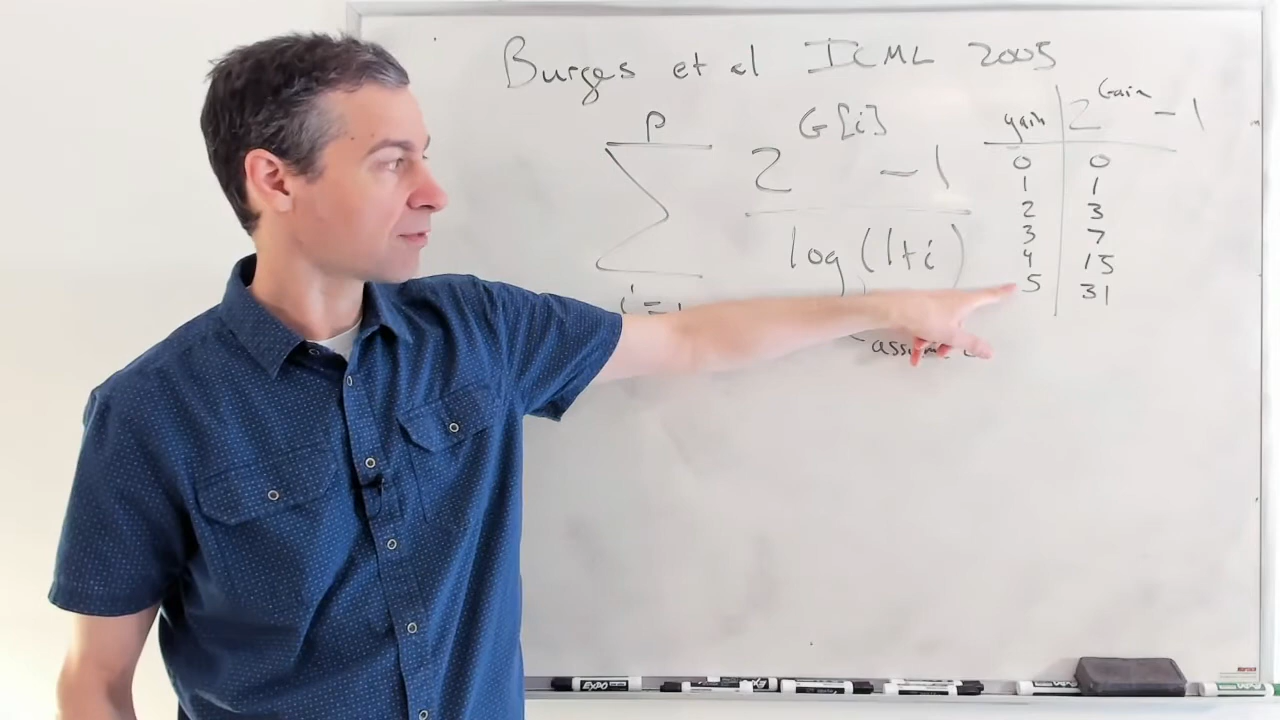 Burges et al ICML 2005
P
G[i]
2 - 1
log(1+i)
i =
gain 2^Gain - 1
0 0
1 1
2 3
3 7
4 15
5 31
EXPO